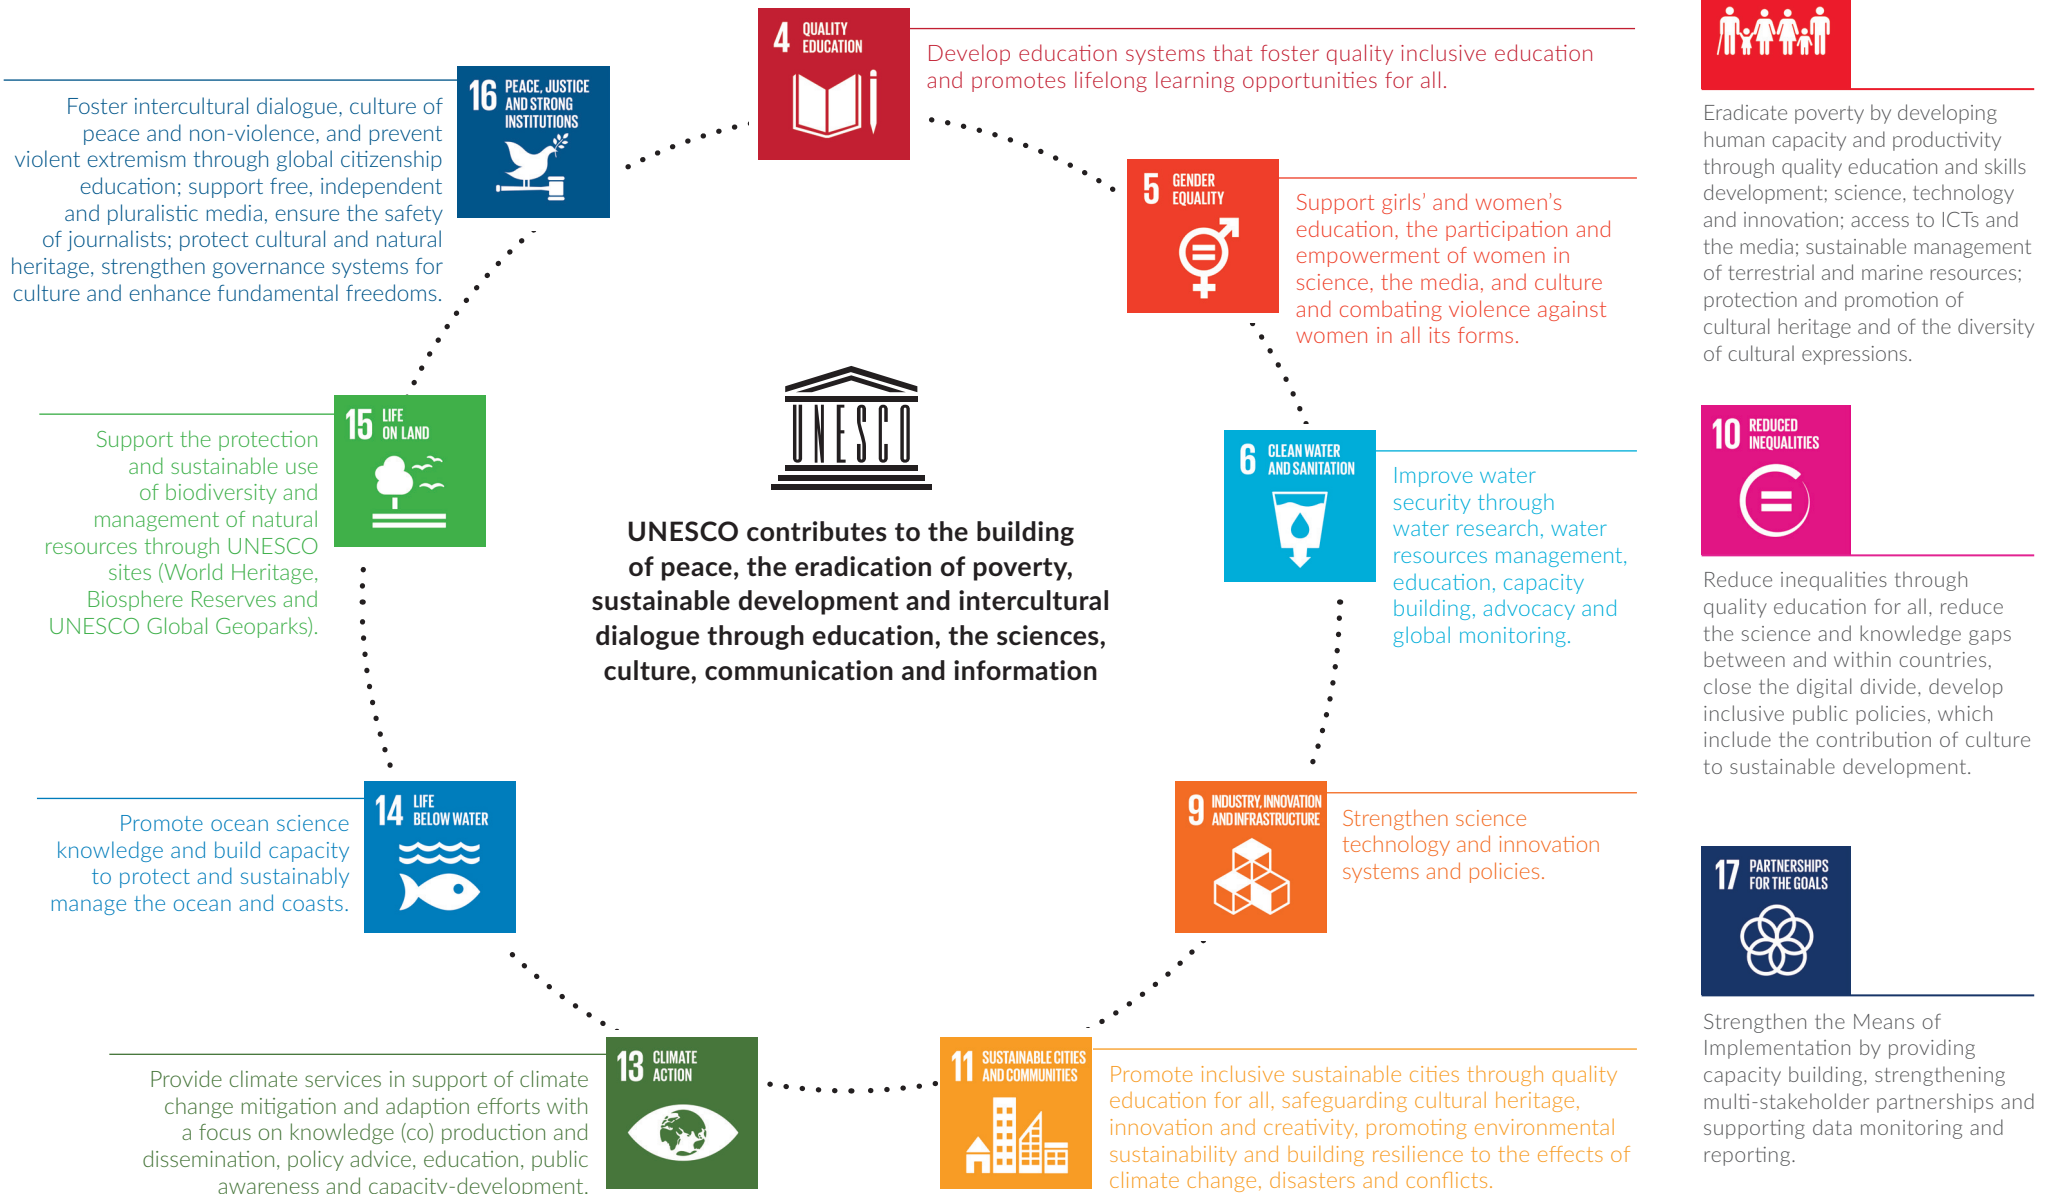 4 QUALITY
EDUCATION
Develop education systems that foster quality inclusive education
and promotes lifelong learning opportunities for all.
5 GENDER
EQUALITY
Support girls’ and women’s
education, the participation and
empowerment of women in
science, the media, and culture
and combating violence against
women in all its forms.
6 CLEAN WATER
AND SANITATION
Improve water
security through
water research, water
resources management,
education, capacity
building, advocacy and
global monitoring.
9 INDUSTRY, INNOVATION
AND INFRASTRUCTURE
Strengthen science
technology and innovation
systems and policies.
11 SUSTAINABLE CITIES
AND COMMUNITIES
Promote inclusive sustainable cities through quality
education for all, safeguarding cultural heritage,
innovation and creativity, promoting environmental
sustainability and building resilience to the effects of
climate change, disasters and conflicts.
13 CLIMATE
ACTION
Provide climate services in support of climate
change mitigation and adaption efforts with
a focus on knowledge (co) production and
dissemination, policy advice, education, public
awareness and capacity-development.
14 LIFE
BELOW WATER
Promote ocean science
knowledge and build capacity
to protect and sustainably
manage the ocean and coasts.
15 LIFE
ON LAND
Support the protection
and sustainable use
of biodiversity and
management of natural
resources through UNESCO
sites (World Heritage,
Biosphere Reserves and
UNESCO Global Geoparks).
16 PEACE, JUSTICE
AND STRONG
INSTITUTIONS
Foster intercultural dialogue, culture of
peace and non-violence, and prevent
violent extremism through global citizenship
education; support free, independent
and pluralistic media, ensure the safety
of journalists; protect cultural and natural
heritage, strengthen governance systems for
culture and enhance fundamental freedoms.
UNESCO
UNESCO contributes to the building
of peace, the eradication of poverty,
sustainable development and intercultural
dialogue through education, the sciences,
culture, communication and information
Eradicate poverty by developing
human capacity and productivity
through quality education and skills
development; science, technology
and innovation; access to ICTs and
the media; sustainable management
of terrestrial and marine resources;
protection and promotion of
cultural heritage and of the diversity
of cultural expressions.
10 REDUCED
INEQUALITIES
Reduce inequalities through
quality education for all, reduce
the science and knowledge gaps
between and within countries,
close the digital divide, develop
inclusive public policies, which
include the contribution of culture
to sustainable development.
17 PARTNERSHIPS
FOR THE GOALS
Strengthen the Means of
Implementation by providing
capacity building, strengthening
multi-stakeholder partnerships and
supporting data monitoring and
reporting.